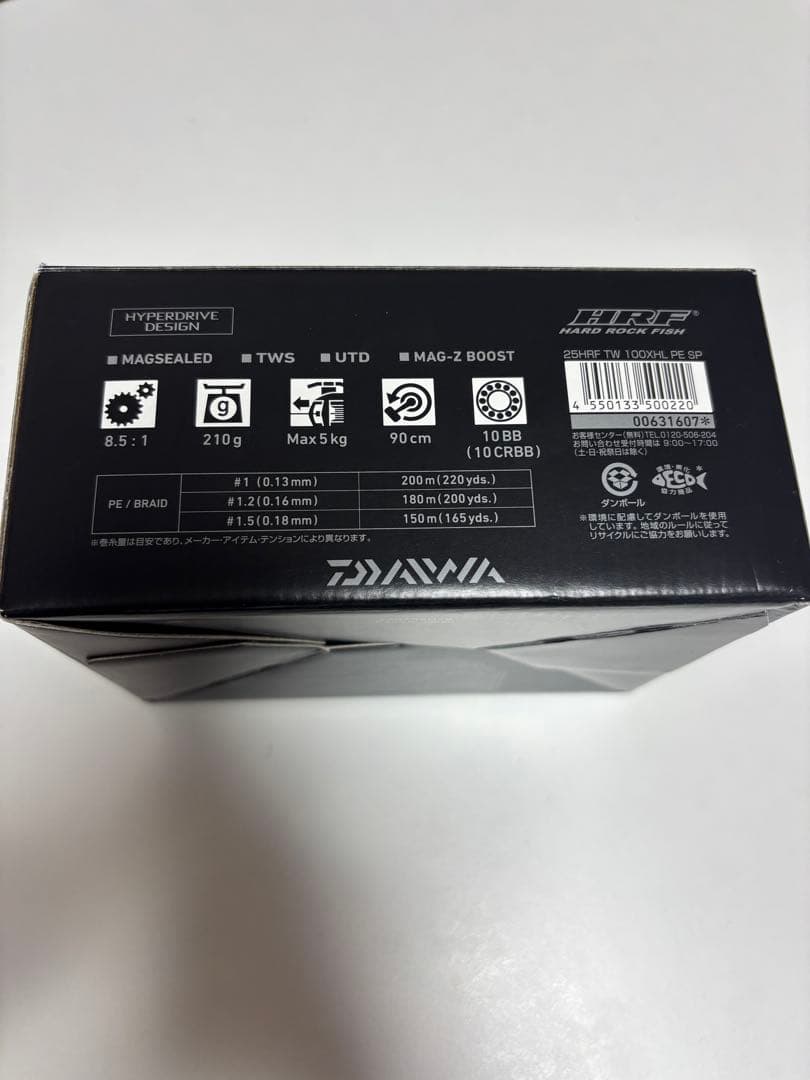 HYPERDRIVE
DESIGN
HRF®
HARD ROCK FISH
■ MAGSEALED ■ TWS ■ UTD ■ MAG-Z BOOST
25HRF TW 100XHL PE SP
4 550133 500220
00631607*
g
8.5 : 1
210g
Max5kg
90cm
10BB
(10CRBB)
お客様センター(無料)TEL.0120-506-204
お問い合わせ受付時間は 9:00~17:00
(土・日・祝祭日は除く)
PE / BRAID
#1 (0.13mm) 200m(220yds.)
#1.2(0.16mm) 180m(200yds.)
#1.5(0.18mm) 150m(165yds.)
※巻糸量は目安であり、メーカー・アイテム・テンションにより異なります。
ダンボール
ECO
協力商品
※環境に配慮してダンボールを使用
しています。地域のルールに従って
リサイクルにご協力をお願いします。
DAIWA